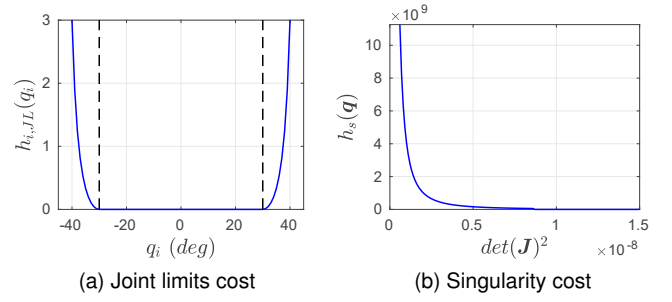 3
2
1
0
h_{i,JL}(q_i)
-40 -20 0 20 40
q_i (deg)
(a) Joint limits cost
×10^9
10
8
6
4
2
0
h_s(q)
0 0.5 1 1.5
det(J)^2
×10^{-8}
(b) Singularity cost